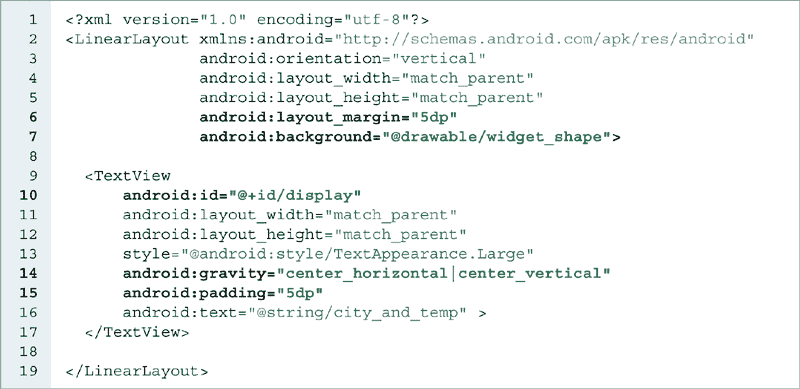 1 <?xml version="1.0" encoding="utf-8"?>
2 <LinearLayout xmlns:android="http://schemas.android.com/apk/res/android"
3 android:orientation="vertical"
4 android:layout_width="match_parent"
5 android:layout_height="match_parent"
6 android:layout_margin="5dp"
7 android:background="@drawable/widget_shape">
8
9 <TextView
10 android:id="@+id/display"
11 android:layout_width="match_parent"
12 android:layout_height="match_parent"
13 style="@android:style/TextAppearance.Large"
14 android:gravity="center_horizontal|center_vertical"
15 android:padding="5dp"
16 android:text="@string/city_and_temp" >
17 </TextView>
18
19 </LinearLayout>